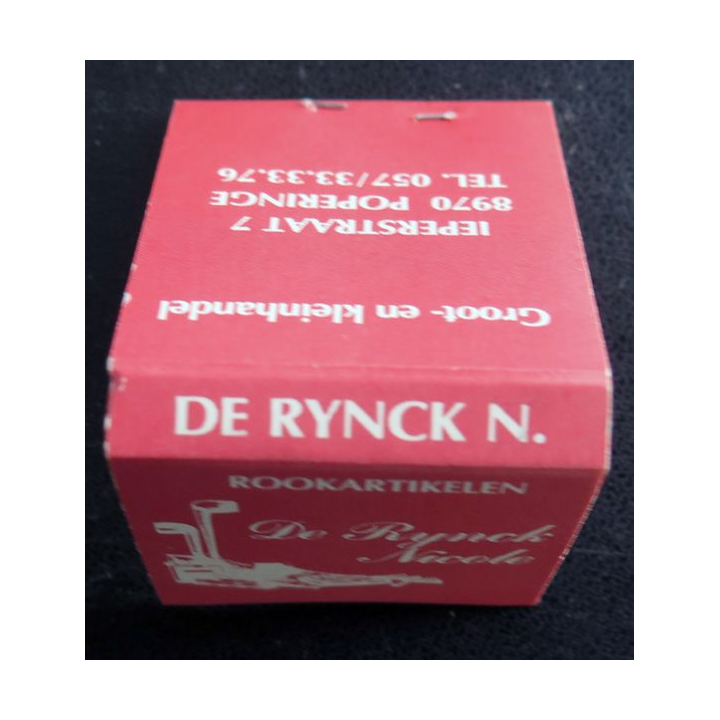 Groot- en kleinhandel
IEPERSTRAAT 7
8970 POPERINGE
TEL. 057/33.33.76
DE RYNCK N.
ROOKARTIKELEN
De Rynck
Nicole